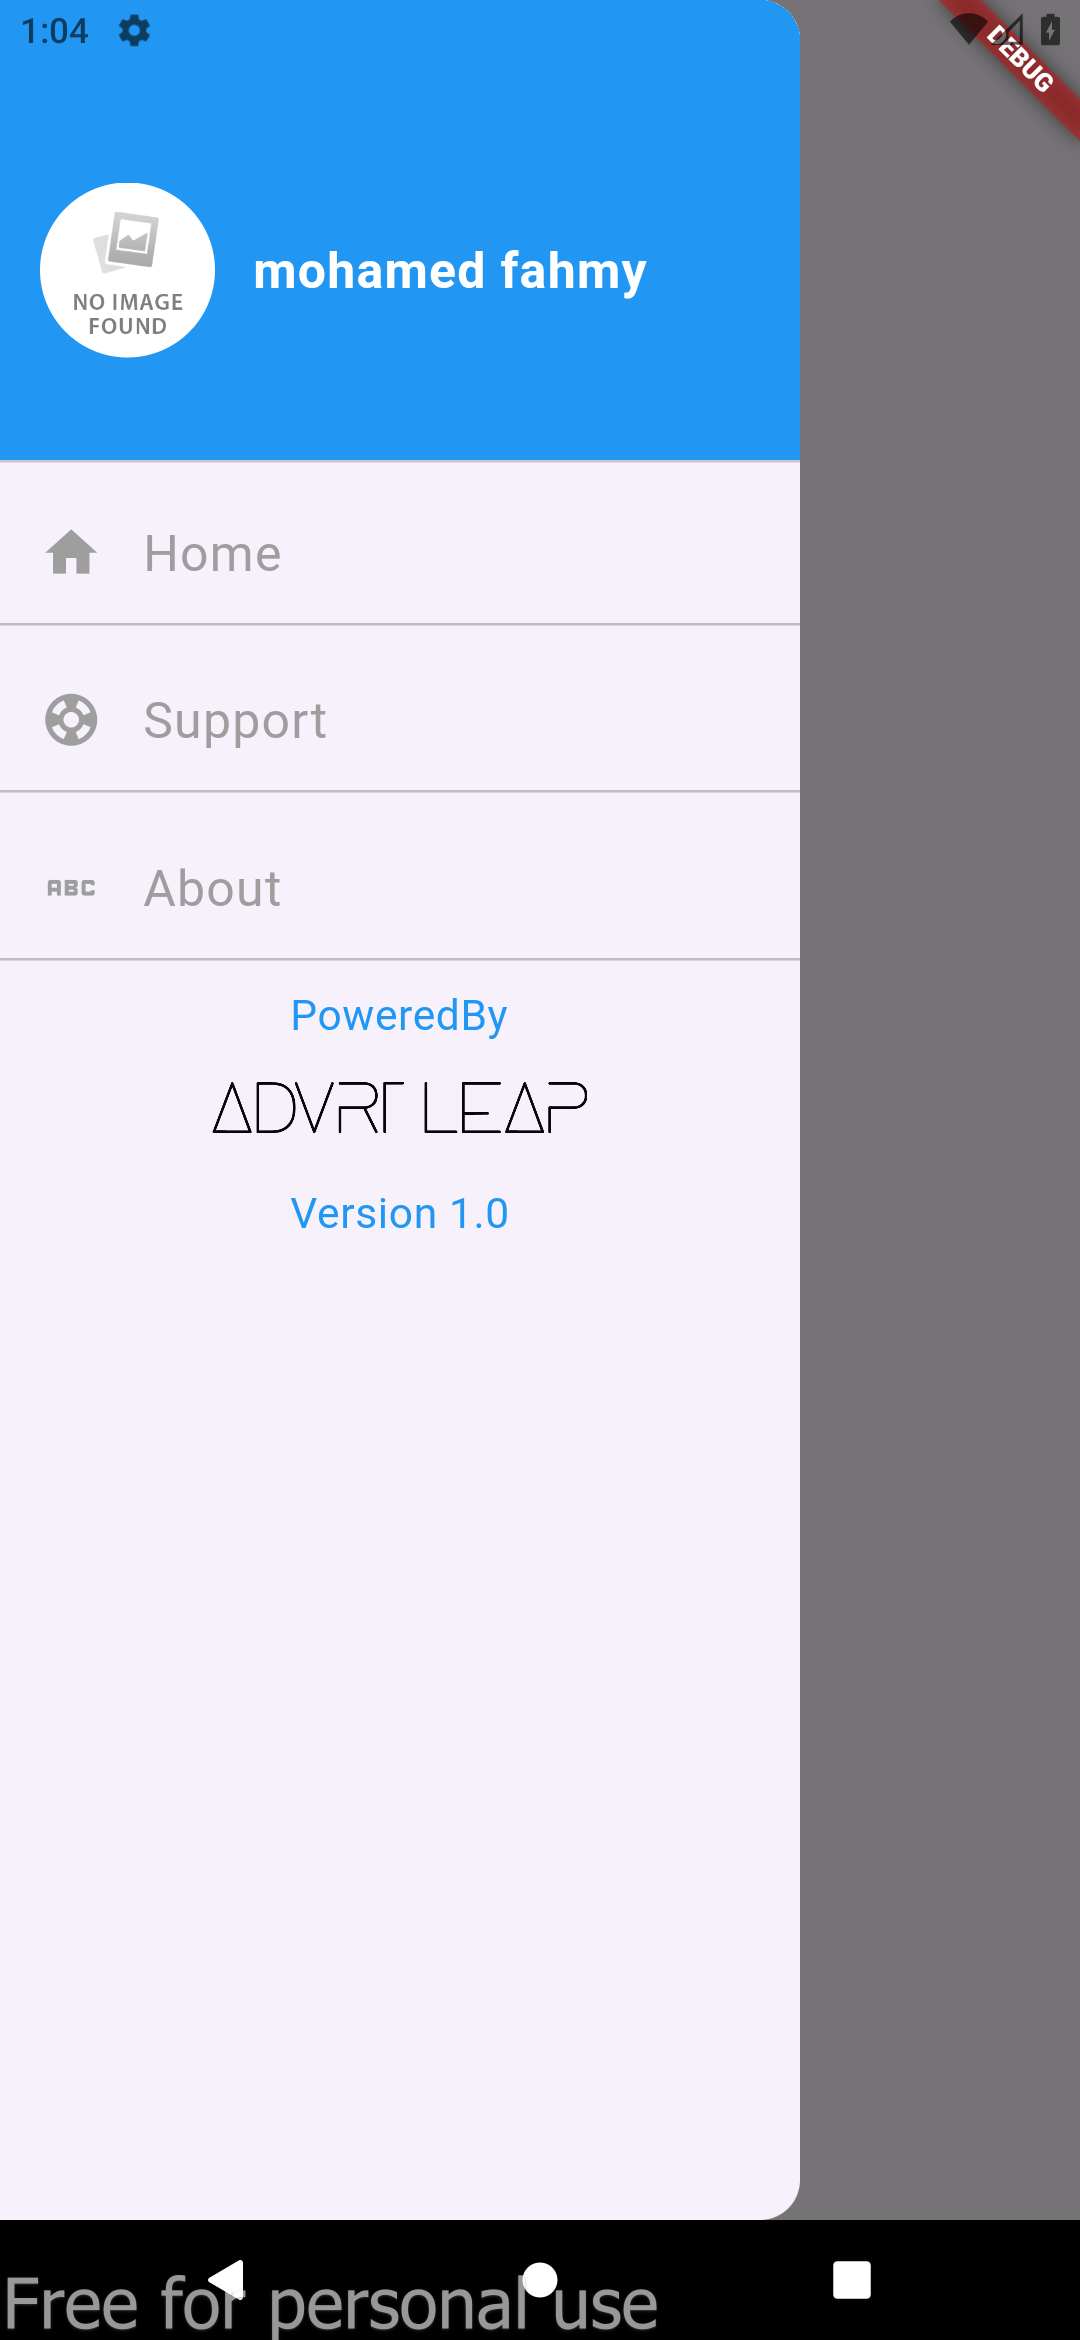 1:04
DEBUG
NO IMAGE
FOUND
mohamed fahmy
Home
Support
ABC
About
PoweredBy
ADVRT LEAP
Version 1.0
Free for personal use